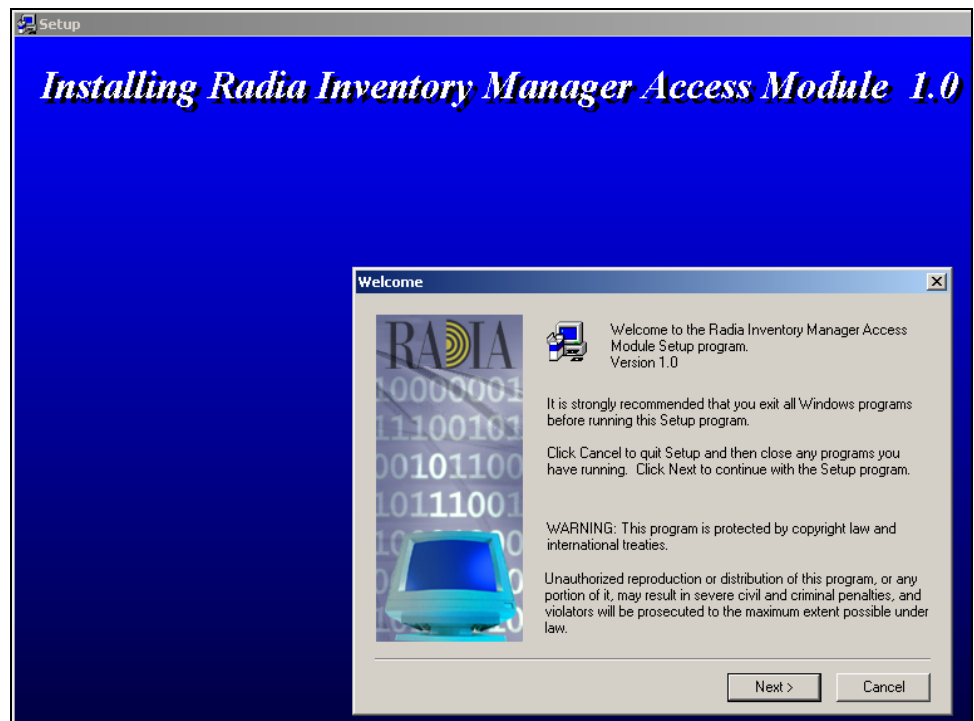 Setup
Installing Radia Inventory Manager Access Module 1.0
Welcome
RADIA
10000001
11100101
00101100
10111001
Welcome to the Radia Inventory Manager Access
Module Setup program.
Version 1.0
It is strongly recommended that you exit all Windows programs
before running this Setup program.
Click Cancel to quit Setup and then close any programs you
have running. Click Next to continue with the Setup program.
WARNING: This program is protected by copyright law and
international treaties.
Unauthorized reproduction or distribution of this program, or any
portion of it, may result in severe civil and criminal penalties, and
violators will be prosecuted to the maximum extent possible under
law.
Next >
Cancel